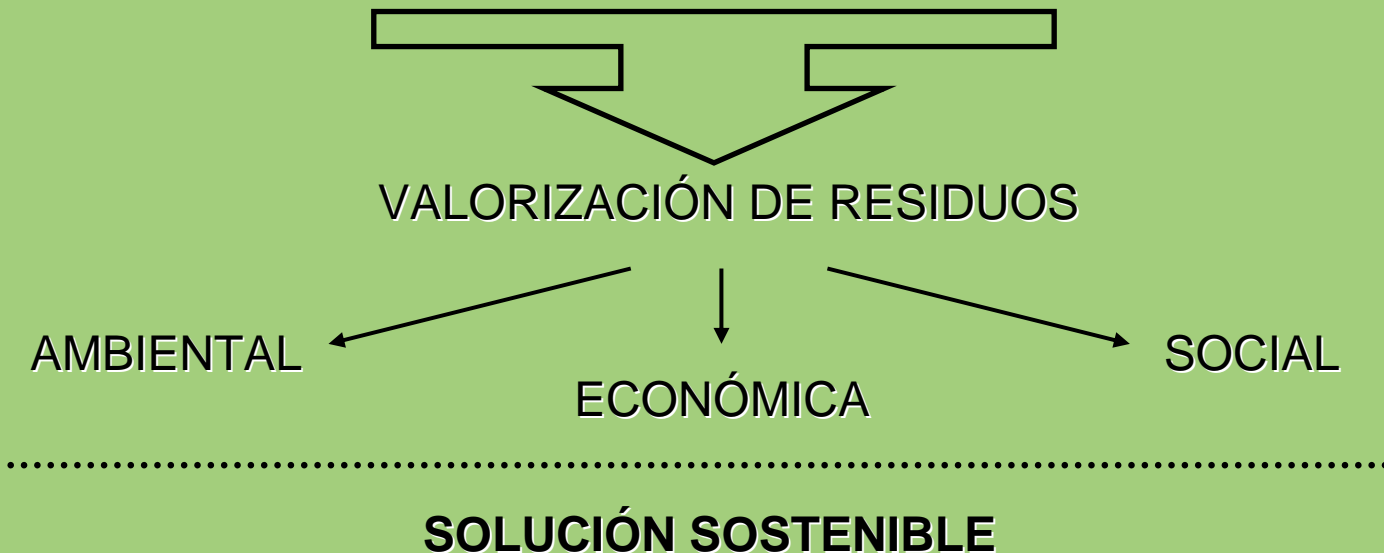 VALORIZACIÓN DE RESIDUOS
AMBIENTAL
ECONÓMICA
SOCIAL
SOLUCIÓN SOSTENIBLE